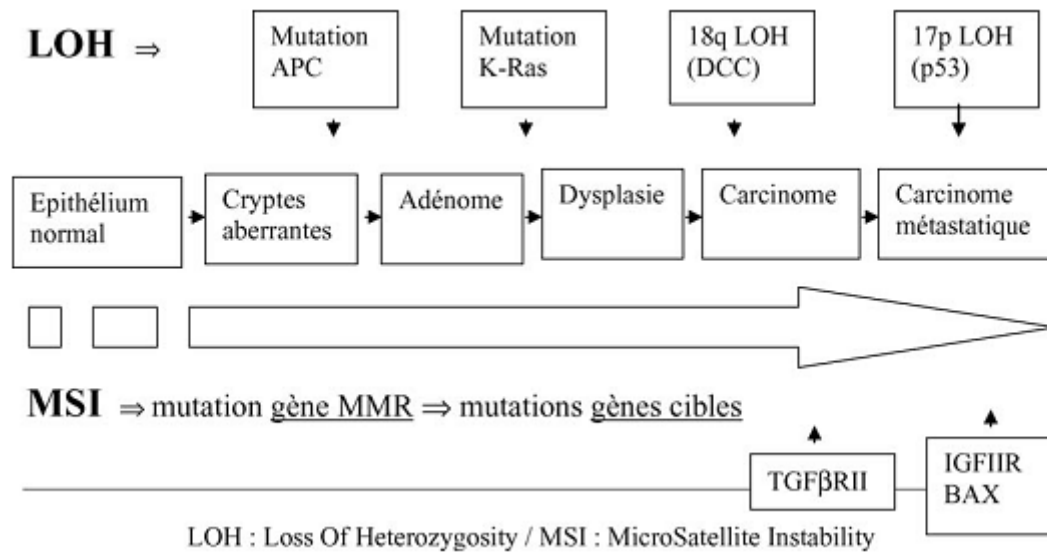 LOH ⇒
Mutation
APC
Mutation
K-Ras
18q LOH
(DCC)
17p LOH
(p53)
Epithélium
normal
Cryptes
aberrantes
Adénome
Dysplasie
Carcinome
Carcinome
métastatique
MSI ⇒ mutation gène MMR ⇒ mutations gènes cibles
TGFβRII
IGFIIR
BAX
LOH : Loss Of Heterozygosity / MSI : MicroSatellite Instability